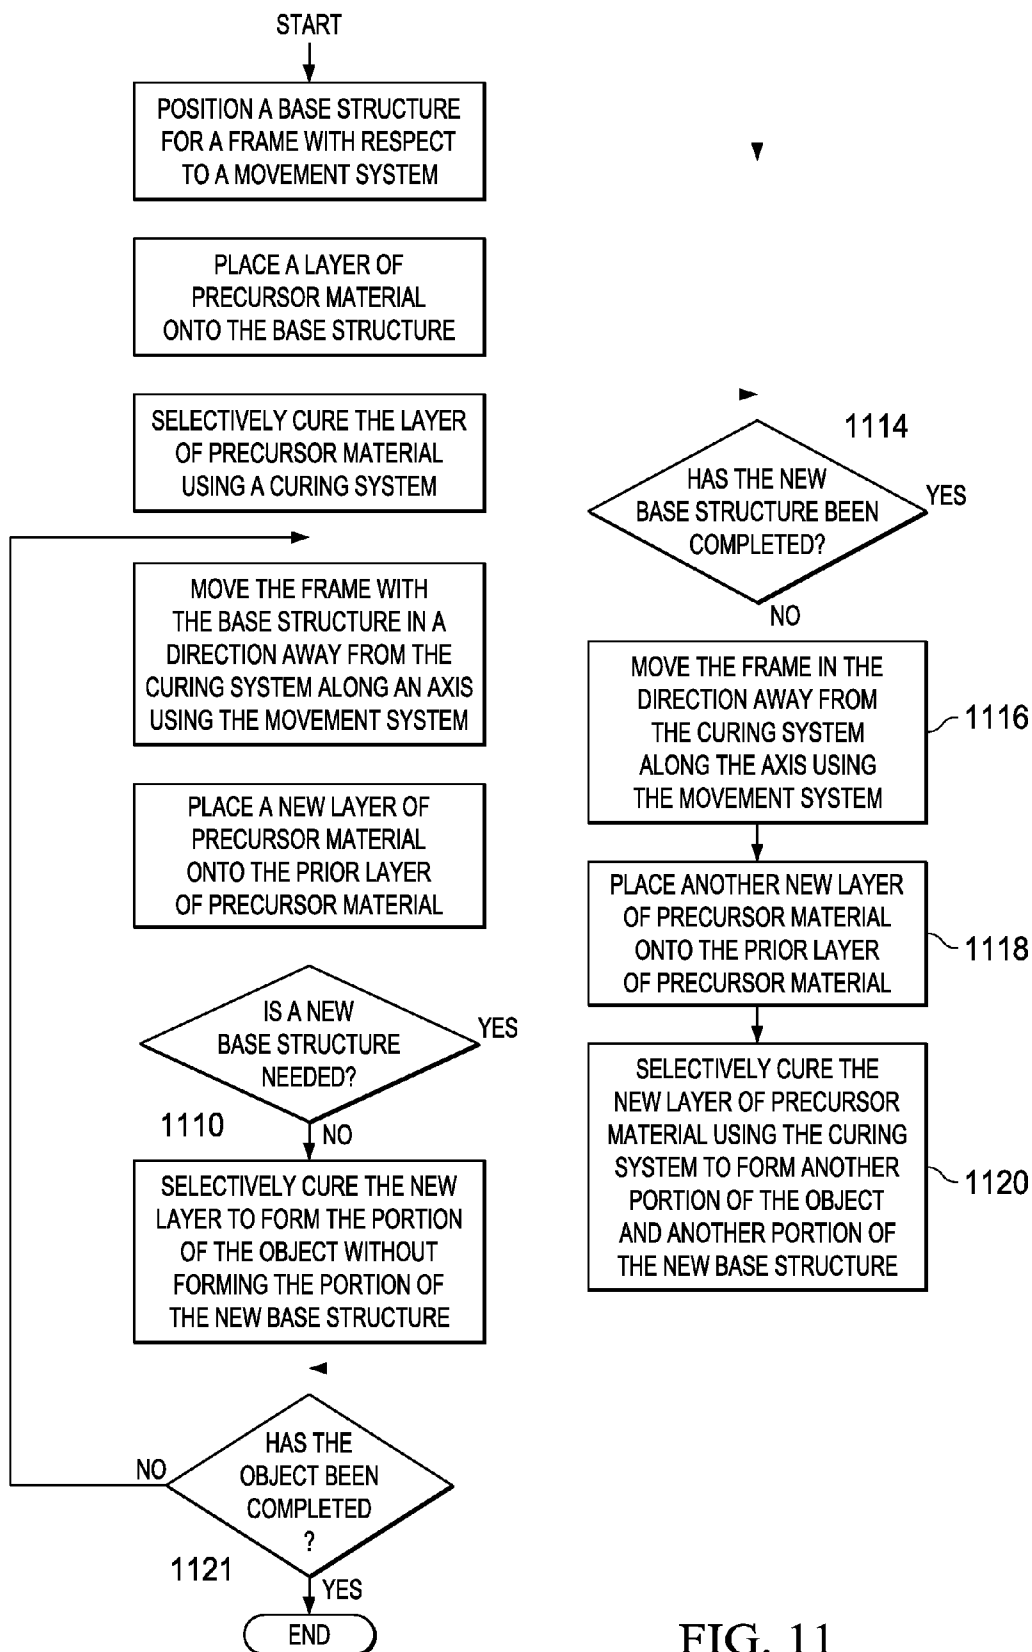 START
POSITION A BASE STRUCTURE
FOR A FRAME WITH RESPECT
TO A MOVEMENT SYSTEM
PLACE A LAYER OF
PRECURSOR MATERIAL
ONTO THE BASE STRUCTURE
SELECTIVELY CURE THE LAYER
OF PRECURSOR MATERIAL
USING A CURING SYSTEM
MOVE THE FRAME WITH
THE BASE STRUCTURE IN A
DIRECTION AWAY FROM THE
CURING SYSTEM ALONG AN AXIS
USING THE MOVEMENT SYSTEM
PLACE A NEW LAYER OF
PRECURSOR MATERIAL
ONTO THE PRIOR LAYER
OF PRECURSOR MATERIAL
IS A NEW
BASE STRUCTURE
NEEDED?
YES
1110
NO
SELECTIVELY CURE THE NEW
LAYER TO FORM THE PORTION
OF THE OBJECT WITHOUT
FORMING THE PORTION OF
THE NEW BASE STRUCTURE
HAS THE
OBJECT BEEN
COMPLETED
?
NO
1121
YES
END
1114
HAS THE NEW
BASE STRUCTURE BEEN
COMPLETED?
YES
NO
MOVE THE FRAME IN THE
DIRECTION AWAY FROM
THE CURING SYSTEM
ALONG THE AXIS USING
THE MOVEMENT SYSTEM
1116
PLACE ANOTHER NEW LAYER
OF PRECURSOR MATERIAL
ONTO THE PRIOR LAYER
OF PRECURSOR MATERIAL
1118
SELECTIVELY CURE THE
NEW LAYER OF PRECURSOR
MATERIAL USING THE CURING
SYSTEM TO FORM ANOTHER
PORTION OF THE OBJECT
AND ANOTHER PORTION OF
THE NEW BASE STRUCTURE
1120
FIG. 11